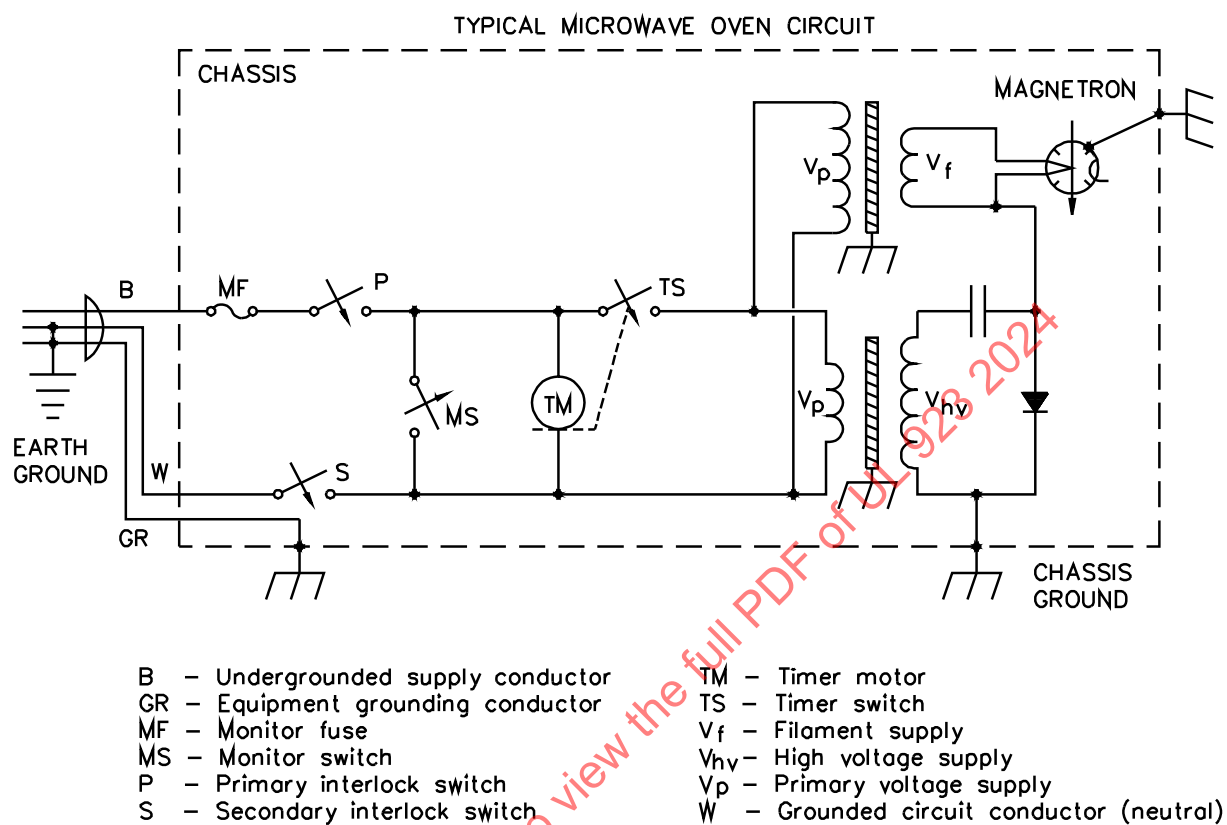 TYPICAL MICROWAVE OVEN CIRCUIT
CHASSIS
MAGNETRON
Vp
Vf
B
MF
P
TS
MS
TM
Vp
Vhv
EARTH
GROUND
W
S
GR
CHASSIS
GROUND
B – Undergrounded supply conductor
GR – Equipment grounding conductor
MF – Monitor fuse
MS – Monitor switch
P – Primary interlock switch
S – Secondary interlock switch
TM – Timer motor
TS – Timer switch
Vf – Filament supply
Vhv – High voltage supply
Vp – Primary voltage supply
W – Grounded circuit conductor (neutral)
view the full PDF of UL 923 2024